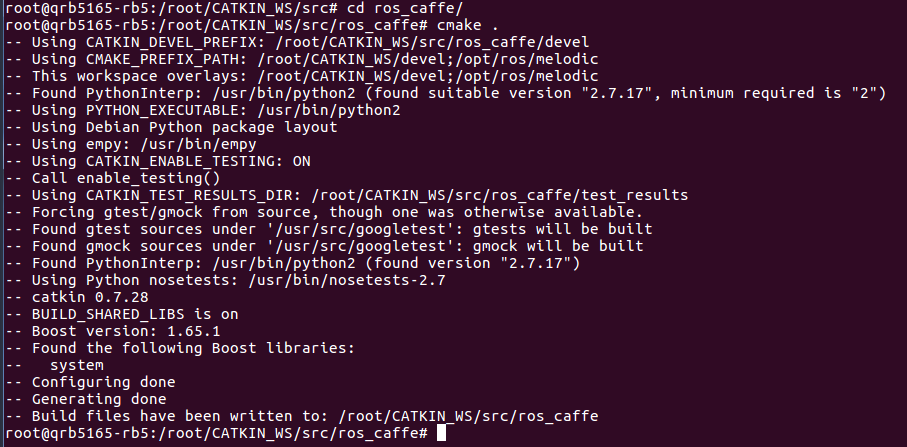 root@qrb5165-rb5:/root/CATKIN_WS/src# cd ros_caffe/
root@qrb5165-rb5:/root/CATKIN_WS/src/ros_caffe# cmake .
-- Using CATKIN_DEVEL_PREFIX: /root/CATKIN_WS/src/ros_caffe/devel
-- Using CMAKE_PREFIX_PATH: /root/CATKIN_WS/devel;/opt/ros/melodic
-- This workspace overlays: /root/CATKIN_WS/devel;/opt/ros/melodic
-- Found PythonInterp: /usr/bin/python2 (found suitable version "2.7.17", minimum required is "2")
-- Using PYTHON_EXECUTABLE: /usr/bin/python2
-- Using Debian Python package layout
-- Using empy: /usr/bin/empy
-- Using CATKIN_ENABLE_TESTING: ON
-- Call enable_testing()
-- Using CATKIN_TEST_RESULTS_DIR: /root/CATKIN_WS/src/ros_caffe/test_results
-- Forcing gtest/gmock from source, though one was otherwise available.
-- Found gtest sources under '/usr/src/googletest': gtests will be built
-- Found gmock sources under '/usr/src/googletest': gmock will be built
-- Found PythonInterp: /usr/bin/python2 (found version "2.7.17")
-- Using Python nosetests: /usr/bin/nosetests-2.7
-- catkin 0.7.28
-- BUILD_SHARED_LIBS is on
-- Boost version: 1.65.1
-- Found the following Boost libraries:
--   system
-- Configuring done
-- Generating done
-- Build files have been written to: /root/CATKIN_WS/src/ros_caffe
root@qrb5165-rb5:/root/CATKIN_WS/src/ros_caffe#